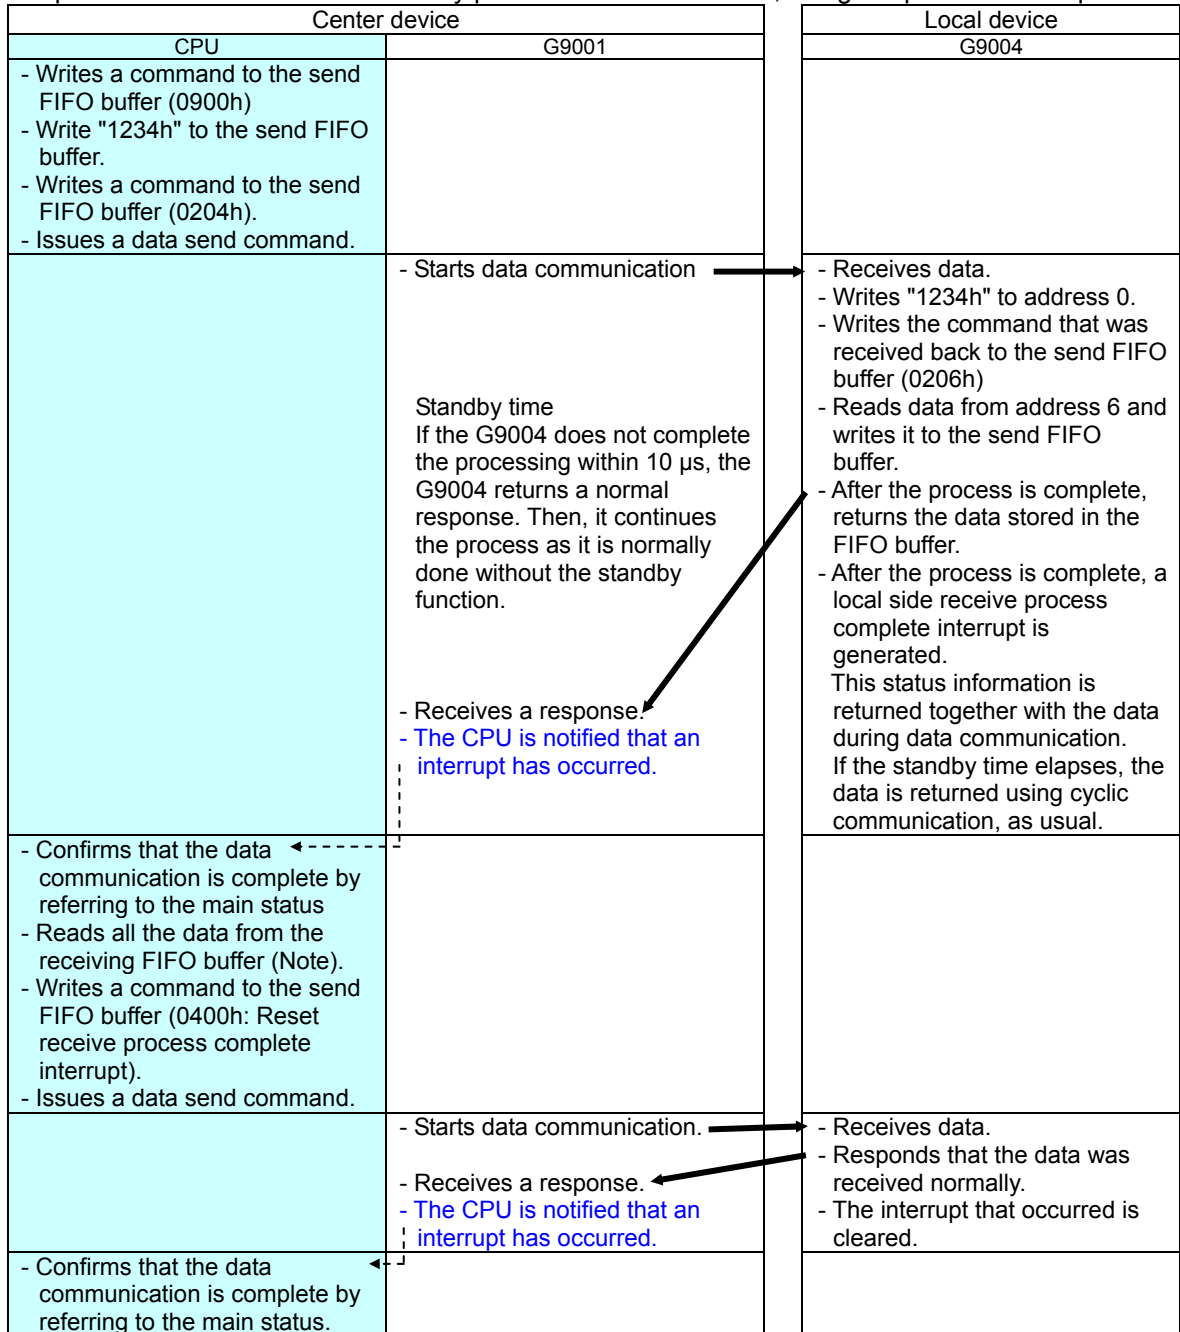 Center device
Local device
CPU
G9001
G9004
- Writes a command to the send
FIFO buffer (0900h)
- Write "1234h" to the send FIFO
buffer.
- Writes a command to the send
FIFO buffer (0204h).
- Issues a data send command.
- Starts data communication
Standby time
If the G9004 does not complete
the processing within 10 µs, the
G9004 returns a normal
response. Then, it continues
the process as it is normally
done without the standby
function.
- Receives a response.
- The CPU is notified that an
interrupt has occurred.
- Receives data.
- Writes "1234h" to address 0.
- Writes the command that was
received back to the send FIFO
buffer (0206h)
- Reads data from address 6 and
writes it to the send FIFO
buffer.
- After the process is complete,
returns the data stored in the
FIFO buffer.
- After the process is complete, a
local side receive process
complete interrupt is
generated.
This status information is
returned together with the data
during data communication.
If the standby time elapses, the
data is returned using cyclic
communication, as usual.
- Confirms that the data
communication is complete by
referring to the main status
- Reads all the data from the
receiving FIFO buffer (Note).
- Writes a command to the send
FIFO buffer (0400h: Reset
receive process complete
interrupt).
- Issues a data send command.
- Starts data communication.
- Receives a response.
- The CPU is notified that an
interrupt has occurred.
- Receives data.
- Responds that the data was
received normally.
- The interrupt that occurred is
cleared.
- Confirms that the data
communication is complete by
referring to the main status.